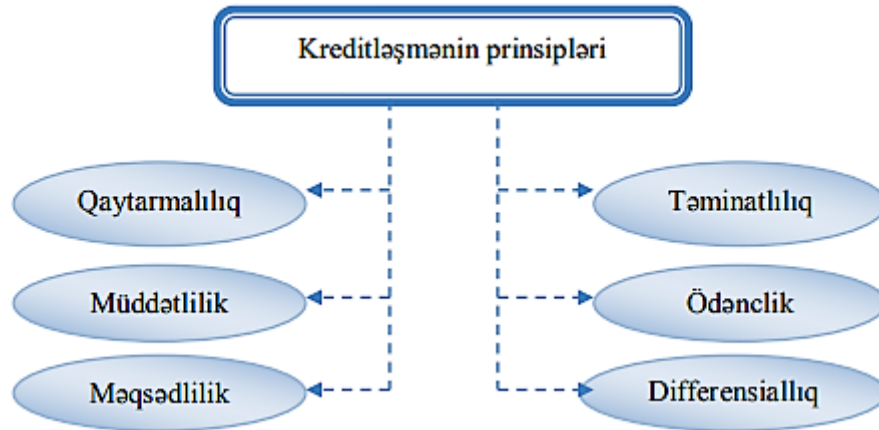 Kreditləşmənin prinsipləri
Qaytarmalılıq
Təminatlılıq
Müddətlilik
Ödənclik
Məqsədlilik
Differensiallıq